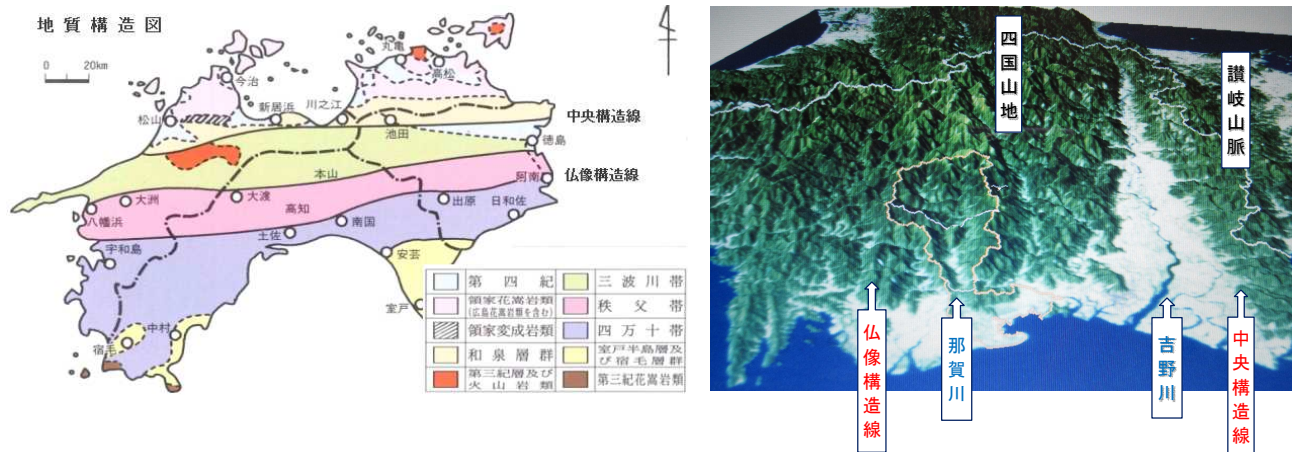 地質構造図
0 20km
丸亀
高松
今治
新居浜
川之江
松山
池田
中央構造線
徳島
本山
阿南
仏像構造線
大洲
大渡
出原
日和佐
八幡浜
高知
南国
土佐
宇和島
安芸
室戸
中村
宿毛
第四紀
三波川帯
領家花崗岩類
(広島花崗岩類を含む)
秩父帯
領家変成岩類
四万十帯
和泉層群
室戸半島層及
び宿毛層群
第三紀層及び
火山岩類
第三紀花崗岩類
四国山地
讃岐山脈
仏像構造線
那賀川
吉野川
中央構造線